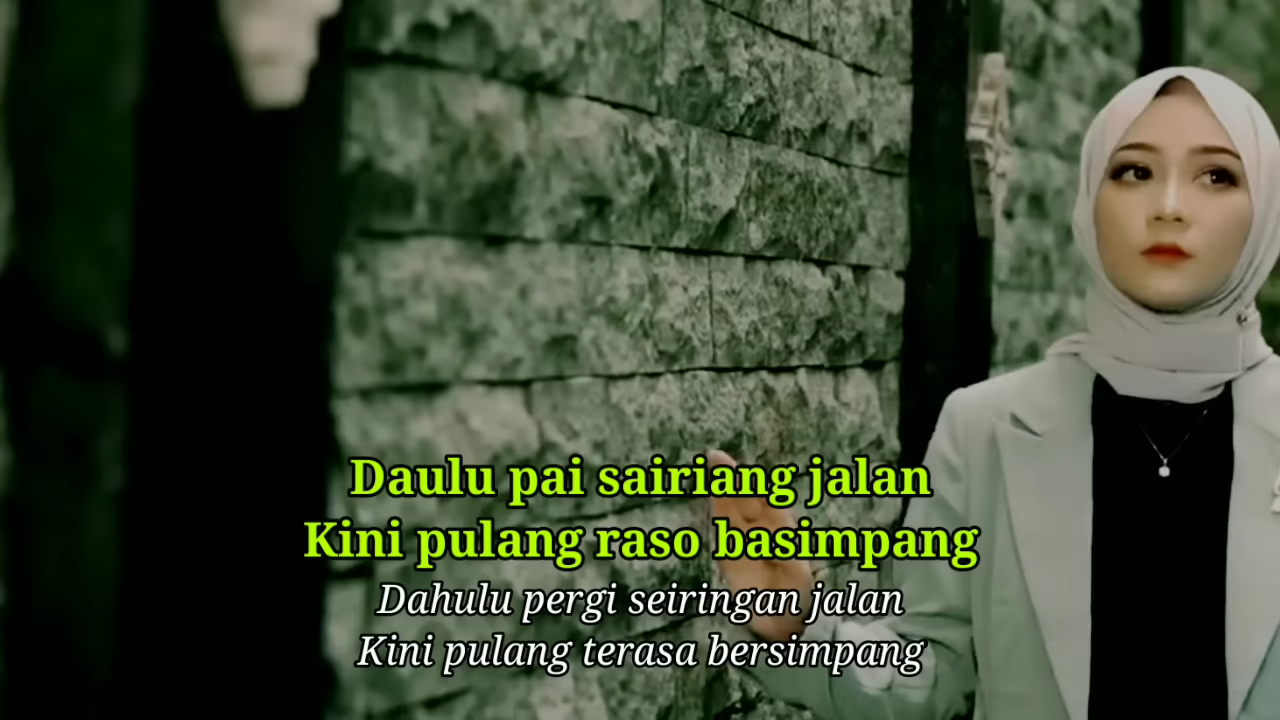 Daulu pai sairiang jalan
Kini pulang raso basimpang
Dahulu pergi seiringan jalan
Kini pulang terasa bersimpang